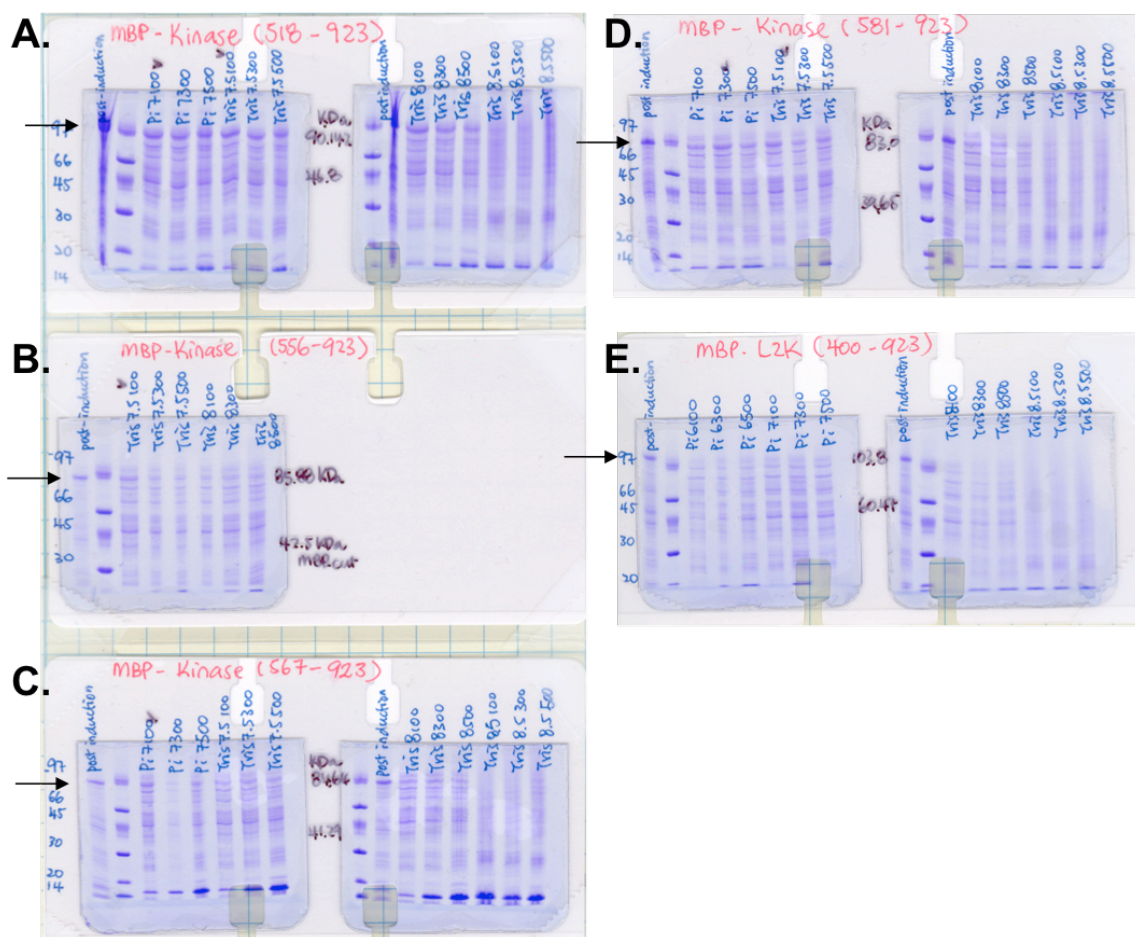 A.
MBP-Kinase (518-923)
post-induction
Pi 7100
Pi 7300
Pi 7500
Tris 7.5100
Tris 7.5300
Tris 7.5500
post induction
Tris 8100
Tris 8300
Tris 8500
Tris 8.5100
Tris 8.5300
Tris 8.5500
97
66
45
30
20
14
KDa
90.142
46.8
D.
MBP-Kinase (581-923)
post induction
Pi 7100
Pi 7300
Pi 7500
Tris 7.5100
Tris 7.5300
Tris 7.5500
post induction
Tris 8100
Tris 8300
Tris 8500
Tris 8.5100
Tris 8.5300
Tris 8.5500
97
66
45
30
20
14
KDa
83.0
39.65
B.
MBP-Kinase (556-923)
post-induction
Tris 7.5100
Tris 7.5300
Tris 7.5500
Tris 8100
Tris 8300
Tris 8500
97
66
45
30
85.88 KDa
42.5 KDa
MBP cut
E.
MBP. L2K (400-923)
post-induction
Pi 6100
Pi 6300
Pi 6500
Pi 7100
Pi 7300
Pi 7500
post-induction
Tris 8100
Tris 8300
Tris 8500
Tris 8.5100
Tris 8.5300
Tris 8.5500
97
66
45
30
20
103.8
60.47
C.
MBP-Kinase (567-923)
post induction
Pi 7100
Pi 7300
Pi 7500
Tris 7.5100
Tris 7.5300
Tris 7.5500
post induction
Tris 8100
Tris 8300
Tris 8500
Tris 8.5100
Tris 8.5300
Tris 8.5500
97
66
45
30
20
14
KDa
84.64
41.29